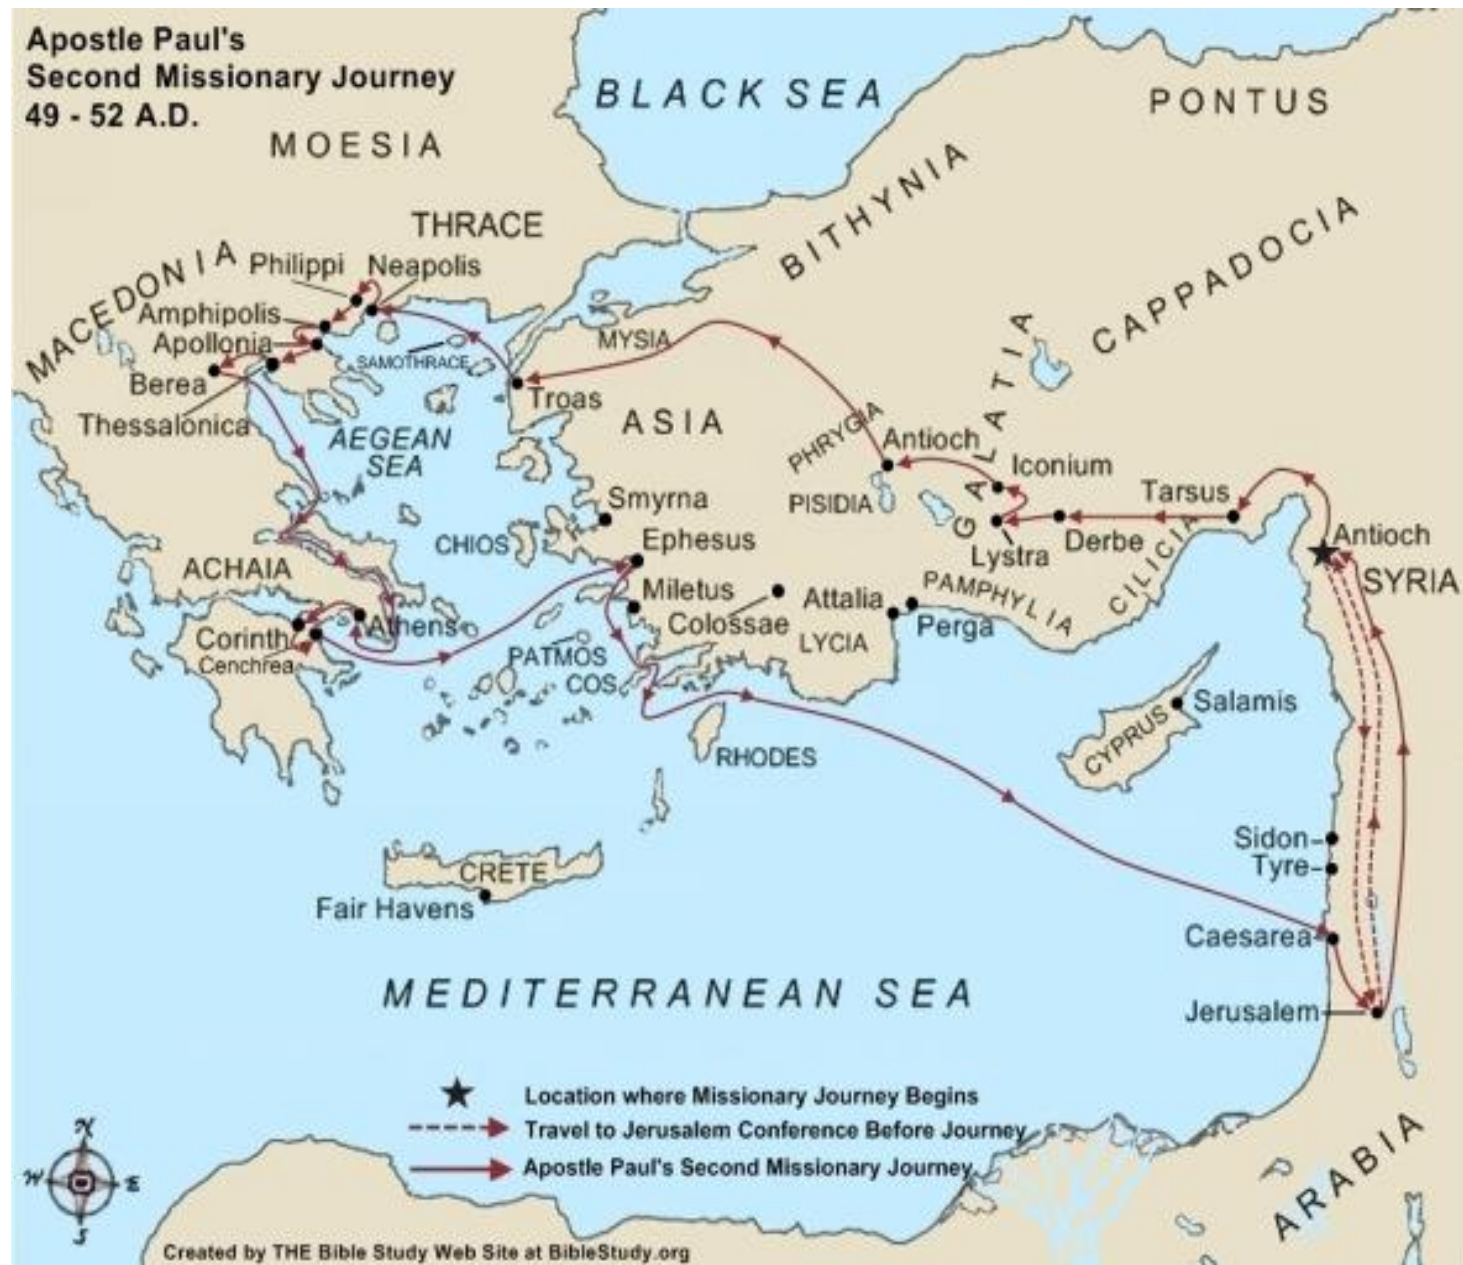 Apostle Paul's
Second Missionary Journey
49 - 52 A.D.
BLACK SEA
PONTUS
MOESIA
BITHYNIA
THRACE
CAPPADOCIA
MACEDONIA
Philippi
Neapolis
Amphipolis
Apollonia
SAMOTHRACE
MYSIA
Berea
Troas
GALATIA
Thessalonica
ASIA
AEGEAN
SEA
PHRYGIA
Antioch
Iconium
PISIDIA
Tarsus
Smyrna
CHIOS
Ephesus
Lystra
Derbe
CILICIA
Antioch
SYRIA
ACHAIA
Miletus
Colossae
Attalia
PAMPHYLIA
Perga
LYCIA
Corinth
Athens
Cenchrea
PATMOS
COS
Salamis
CYPRUS
RHODES
Sidon
Tyre
CRETE
Fair Havens
Caesarea
MEDITERRANEAN SEA
Jerusalem
Location where Missionary Journey Begins
Travel to Jerusalem Conference Before Journey
Apostle Paul's Second Missionary Journey
N
W
E
S
ARABIA
Created by THE Bible Study Web Site at BibleStudy.org